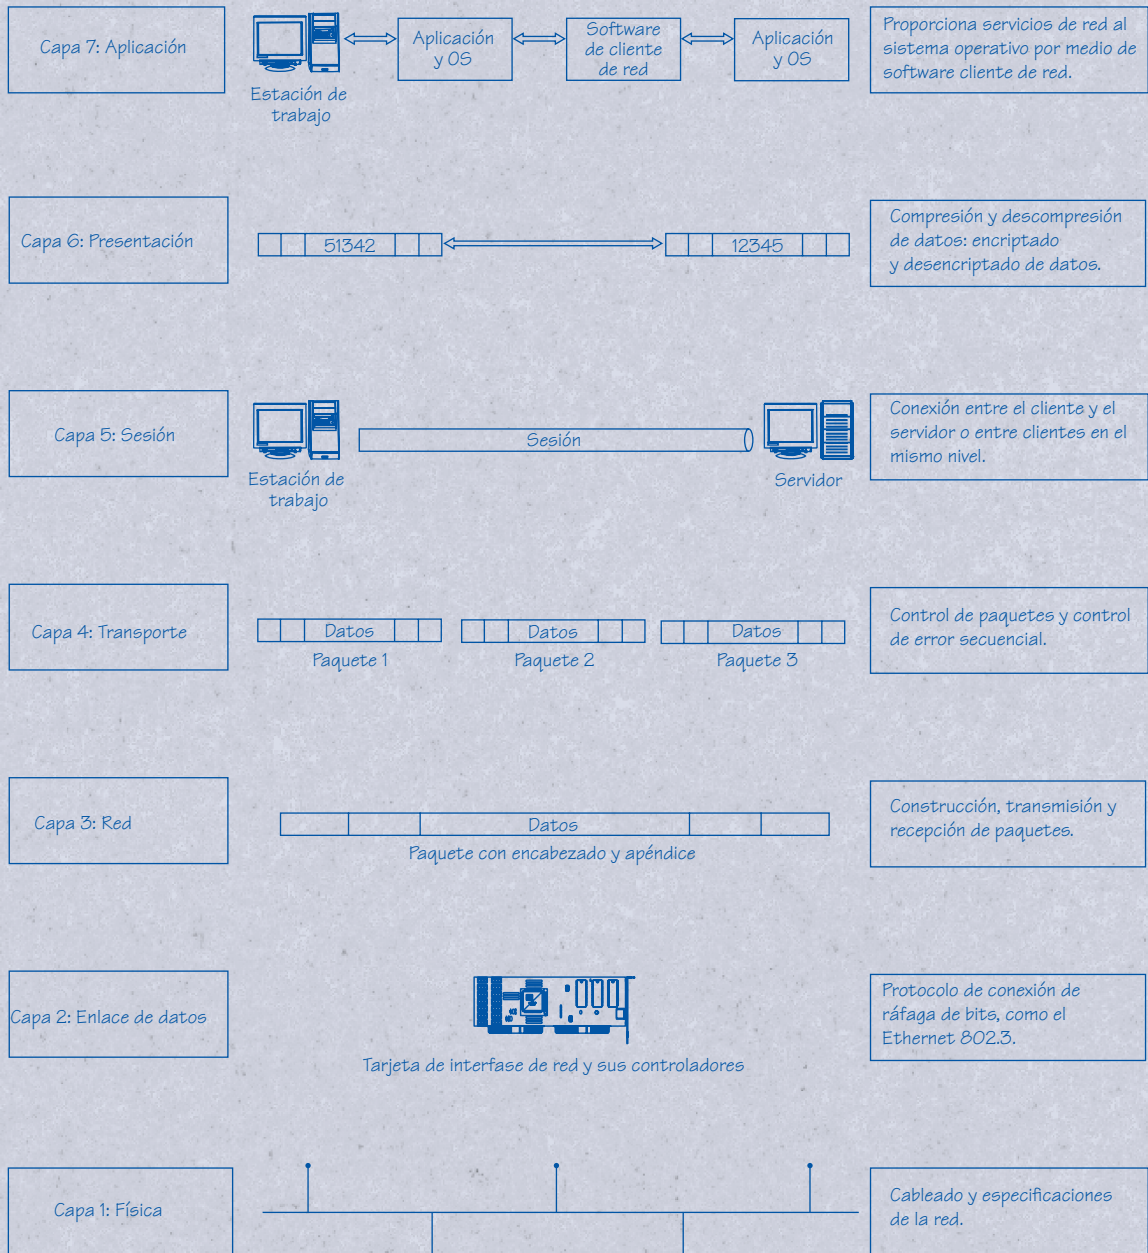 Capa 7: Aplicación
Estación de
trabajo
Aplicación
y OS
Software
de cliente
de red
Aplicación
y OS
Proporciona servicios de red al
sistema operativo por medio de
software cliente de red.
Capa 6: Presentación
51342
12345
Compresión y descompresión
de datos: encriptado
y desencriptado de datos.
Capa 5: Sesión
Estación de
trabajo
Sesión
Servidor
Conexión entre el cliente y el
servidor o entre clientes en el
mismo nivel.
Capa 4: Transporte
Datos
Paquete 1
Datos
Paquete 2
Datos
Paquete 3
Control de paquetes y control
de error secuencial.
Capa 3: Red
Datos
Paquete con encabezado y apéndice
Construcción, transmisión y
recepción de paquetes.
Capa 2: Enlace de datos
Tarjeta de interfase de red y sus controladores
Protocolo de conexión de
ráfaga de bits, como el
Ethernet 802.3.
Capa 1: Física
Cableado y especificaciones
de la red.